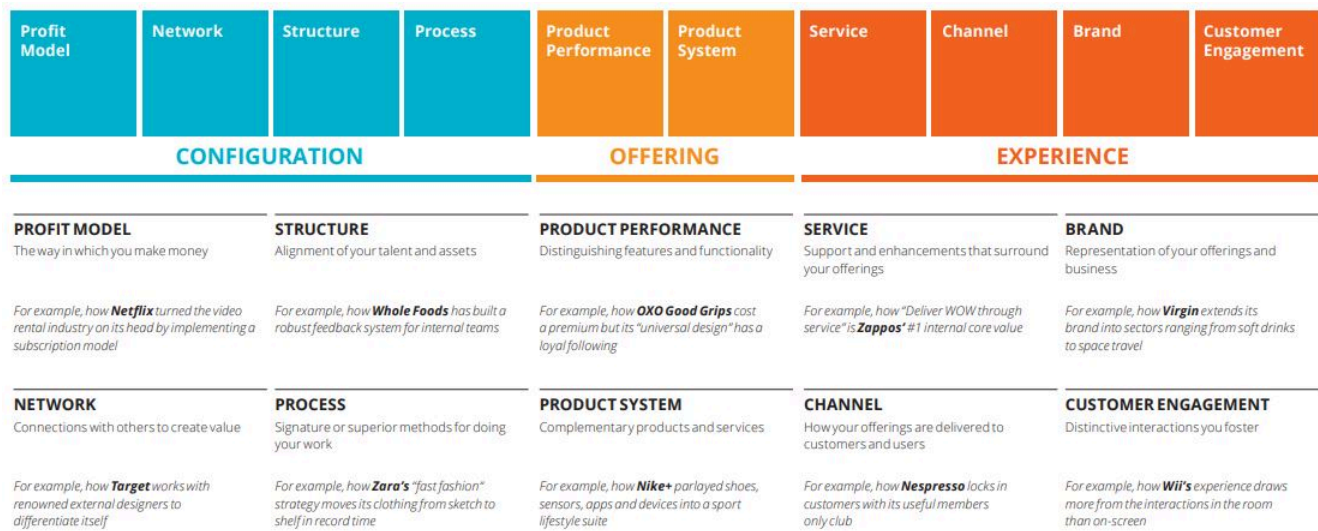 Profit
Model
Network
Structure
Process
Product
Performance
Product
System
Service
Channel
Brand
Customer
Engagement
CONFIGURATION
OFFERING
EXPERIENCE
PROFIT MODEL
The way in which you make money
For example, how Netflix turned the video
rental industry on its head by implementing a
subscription model
STRUCTURE
Alignment of your talent and assets
For example, how Whole Foods has built a
robust feedback system for internal teams
PRODUCT PERFORMANCE
Distinguishing features and functionality
For example, how OXO Good Grips cost
a premium but its "universal design" has a
loyal following
SERVICE
Support and enhancements that surround
your offerings
For example, how "Deliver WOW through
service" is Zappos' #1 internal core value
BRAND
Representation of your offerings and
business
For example, how Virgin extends its
brand into sectors ranging from soft drinks
to space travel
NETWORK
Connections with others to create value
For example, how Target works with
renowned external designers to
differentiate itself
PROCESS
Signature or superior methods for doing
your work
For example, how Zara's "fast fashion"
strategy moves its clothing from sketch to
shelf in record time
PRODUCT SYSTEM
Complementary products and services
For example, how Nike+ parlayed shoes,
sensors, apps and devices into a sport
lifestyle suite
CHANNEL
How your offerings are delivered to
customers and users
For example, how Nespresso locks in
customers with its useful members
only club
CUSTOMER ENGAGEMENT
Distinctive interactions you foster
For example, how Wii's experience draws
more from the interactions in the room
than on-screen